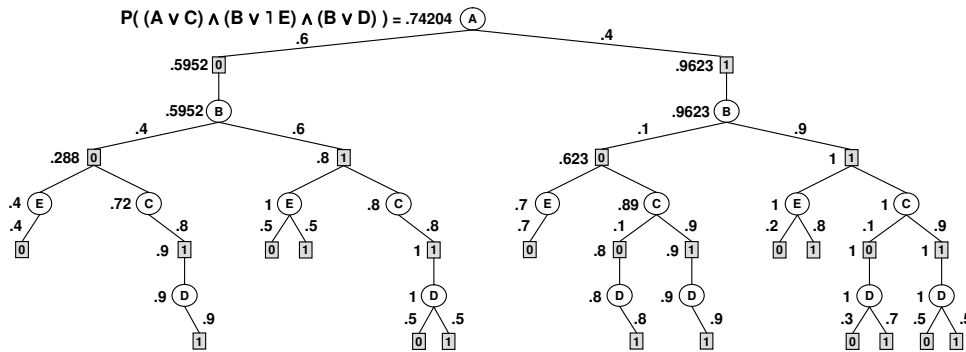 P( (A ∨ C) ∧ (B ∨ ˥ E) ∧ (B ∨ D) ) = .74204 A
.6 .4
.5952 0 .9623 1
.5952 B .9623 B
.4 .6 .1 .9
.288 0 .8 1 .623 0 1 1
.4 E .72 C 1 E .8 C .7 E .89 C 1 E 1 C
.4 .8 .5 .5 .8 .7 .1 .9 .2 .8 .1 .9
0 .9 1 0 1 1 1 0 .8 0 .9 1 0 1 1 0 1 1
.9 D 1 D .8 D .9 D 1 D 1 D
.9 .5 .5 .8 .9 .3 .7 .5 .5
1 0 1 1 1 0 1 0 1